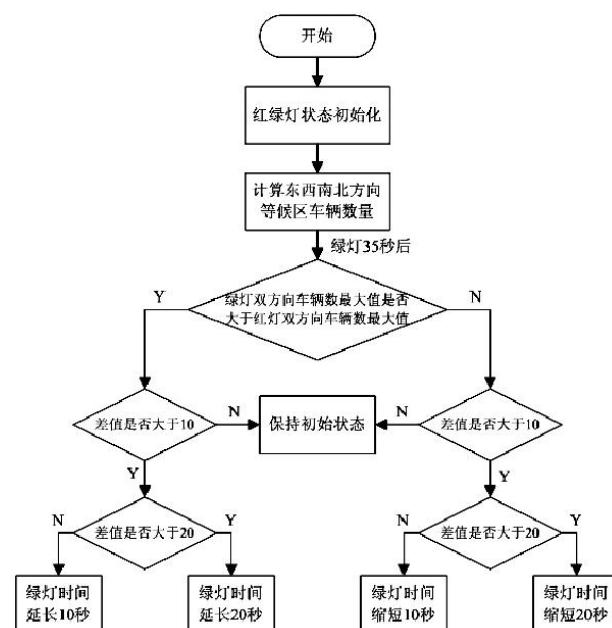 开始
红绿灯状态初始化
计算东西南北方向
等候区车辆数量
绿灯35秒后
Y
绿灯双方向车辆数最大值是否
大于红灯双方向车辆数最大值
N
差值是否大于10
N
保持初始状态
N
差值是否大于10
Y
Y
N
差值是否大于20
Y
N
差值是否大于20
Y
绿灯时间
延长10秒
绿灯时间
延长20秒
绿灯时间
缩短10秒
绿灯时间
缩短20秒